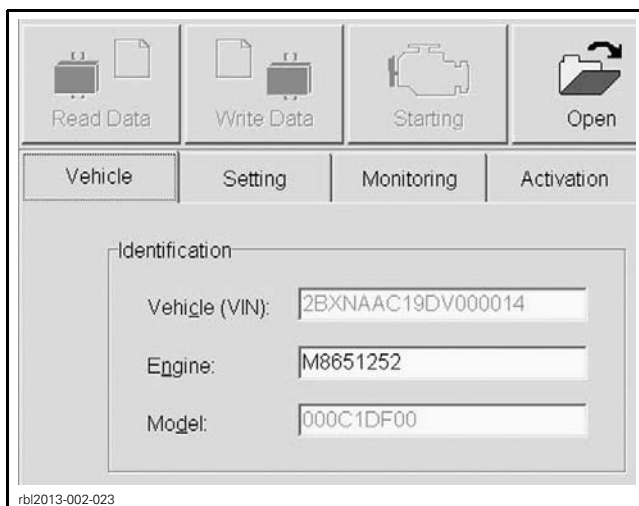 Read Data Write Data Starting Open
Vehicle Setting Monitoring Activation
Identification
Vehicle (VIN): 2BXNAAC19DV000014
Engine: M8651252
Model: 000C1DF00
rbl2013-002-023